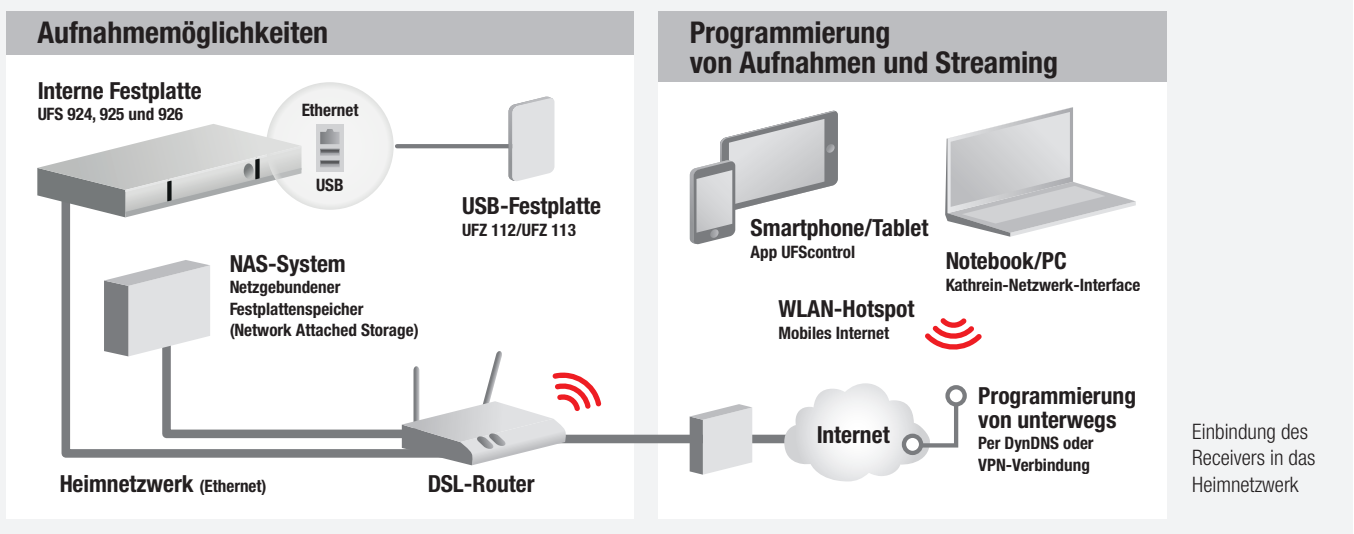 Aufnahmemöglichkeiten
Interne Festplatte
UFS 924, 925 und 926
Ethernet
USB
USB-Festplatte
UFZ 112/UFZ 113
NAS-System
Netzgebundener
Festplattenspeicher
(Network Attached Storage)
Heimnetzwerk (Ethernet)
DSL-Router
Programmierung
von Aufnahmen und Streaming
Smartphone/Tablet
App UFScontrol
Notebook/PC
Kathrein-Netzwerk-Interface
WLAN-Hotspot
Mobiles Internet
Internet
Programmierung
von unterwegs
Per DynDNS oder
VPN-Verbindung
Einbindung des
Receivers in das
Heimnetzwerk